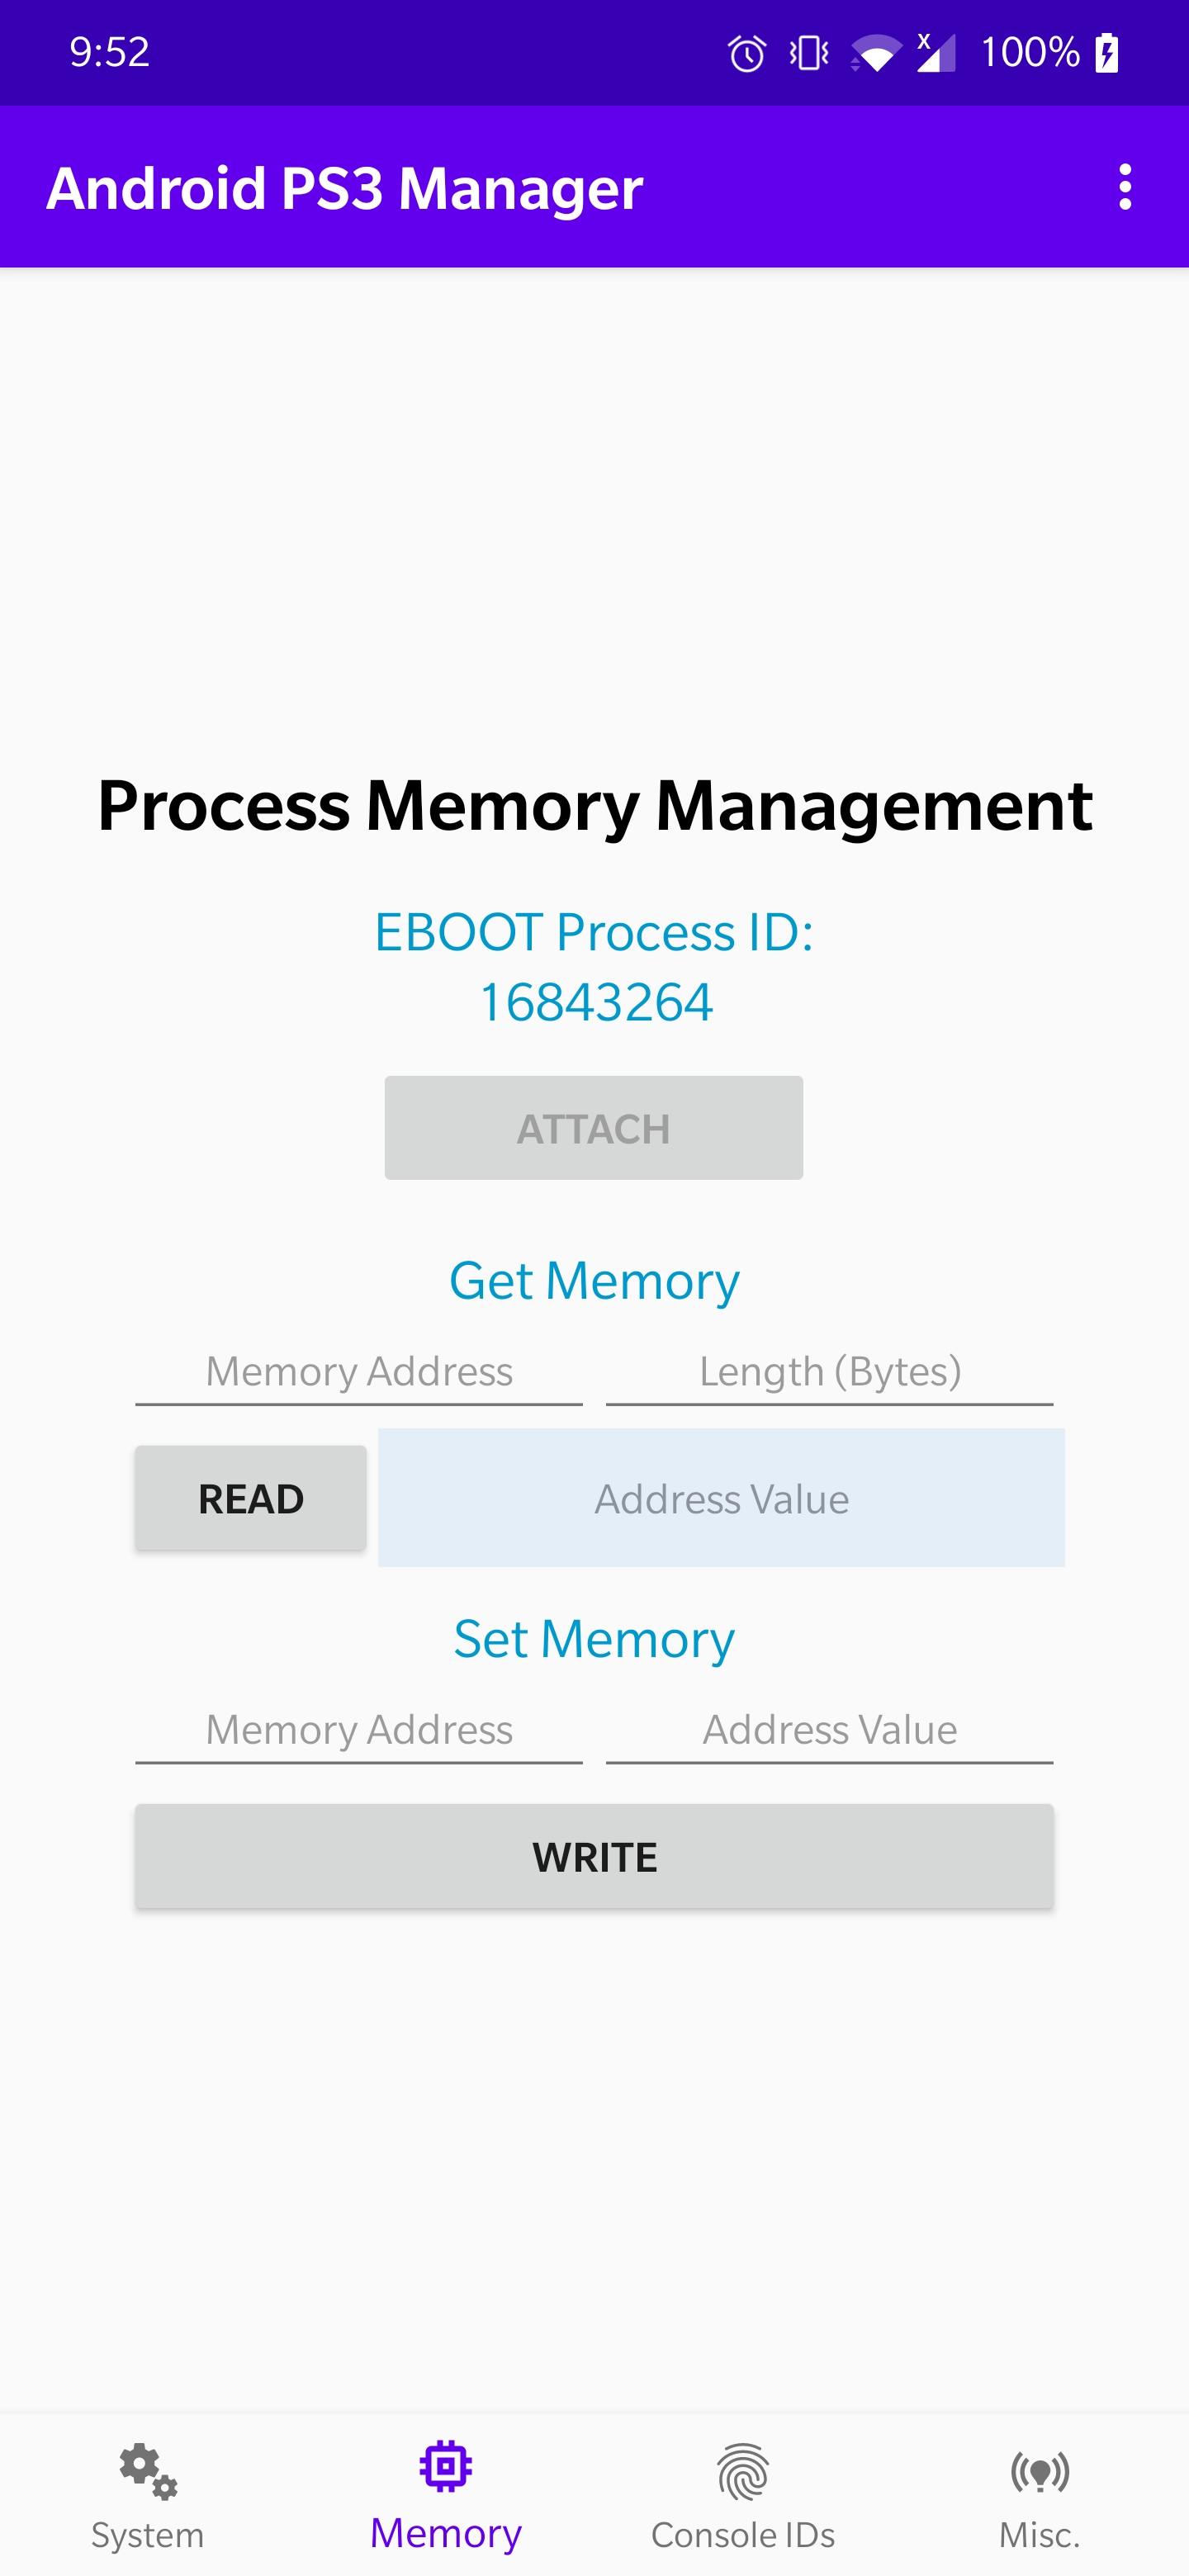 9:52
x
100%
Android PS3 Manager
Process Memory Management
EBOOT Process ID:
16843264
ATTACH
Get Memory
Memory Address
Length (Bytes)
READ
Address Value
Set Memory
Memory Address
Address Value
WRITE
System
Memory
Console IDs
Misc.